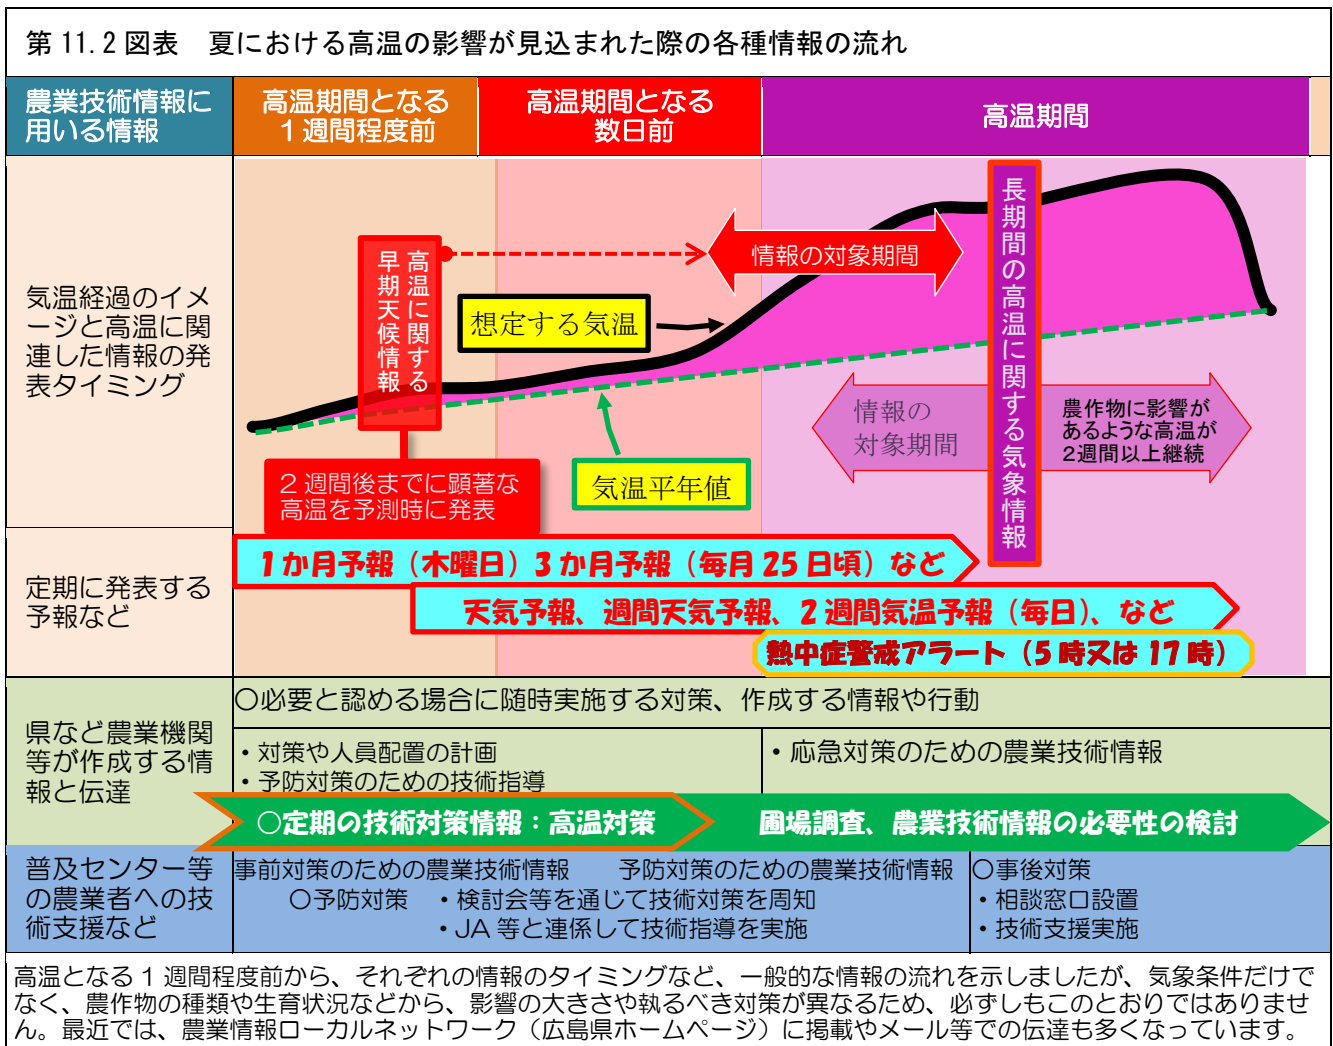 第 11.2 図表　夏における高温の影響が見込まれた際の各種情報の流れ
農業技術情報に
用いる情報
高温期間となる
１週間程度前
高温期間となる
数日前
高温期間
気温経過のイメ
ージと高温に関
連した情報の発
表タイミング
高温に関する
早期天候情報
情報の対象期間
想定する気温
長期間の高温に関する気象情報
情報の
対象期間
農作物に影響が
あるような高温が
２週間以上継続
２週間後までに顕著な
高温を予測時に発表
気温平年値
定期に発表する
予報など
1 か月予報（木曜日）3 か月予報（毎月 25 日頃）など
天気予報、週間天気予報、2 週間気温予報（毎日）、など
熱中症警戒アラート（5 時又は 17 時）
県など農業機関
等が作成する情
報と伝達
〇必要と認める場合に随時実施する対策、作成する情報や行動
・対策や人員配置の計画
・予防対策のための技術指導
・応急対策のための農業技術情報
〇定期の技術対策情報：高温対策
圃場調査、農業技術情報の必要性の検討
普及センター等
の農業者への技
術支援など
事前対策のための農業技術情報　　予防対策のための農業技術情報
〇予防対策　・検討会等を通じて技術対策を周知
・JA 等と連係して技術指導を実施
〇事後対策
・相談窓口設置
・技術支援実施
高温となる 1 週間程度前から、それぞれの情報のタイミングなど、一般的な情報の流れを示しましたが、気象条件だけで
なく、農作物の種類や生育状況などから、影響の大きさや執るべき対策が異なるため、必ずしもこのとおりではありませ
ん。最近では、農業情報ローカルネットワーク（広島県ホームページ）に掲載やメール等での伝達も多くなっています。